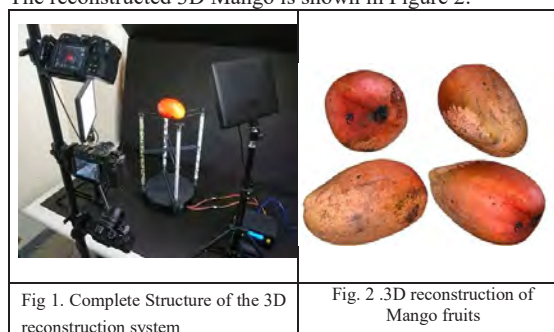 The reconstructed 3D Mango is shown in Figure 2.
Fig 1. Complete Structure of the 3D
reconstruction system
Fig. 2 .3D reconstruction of
Mango fruits